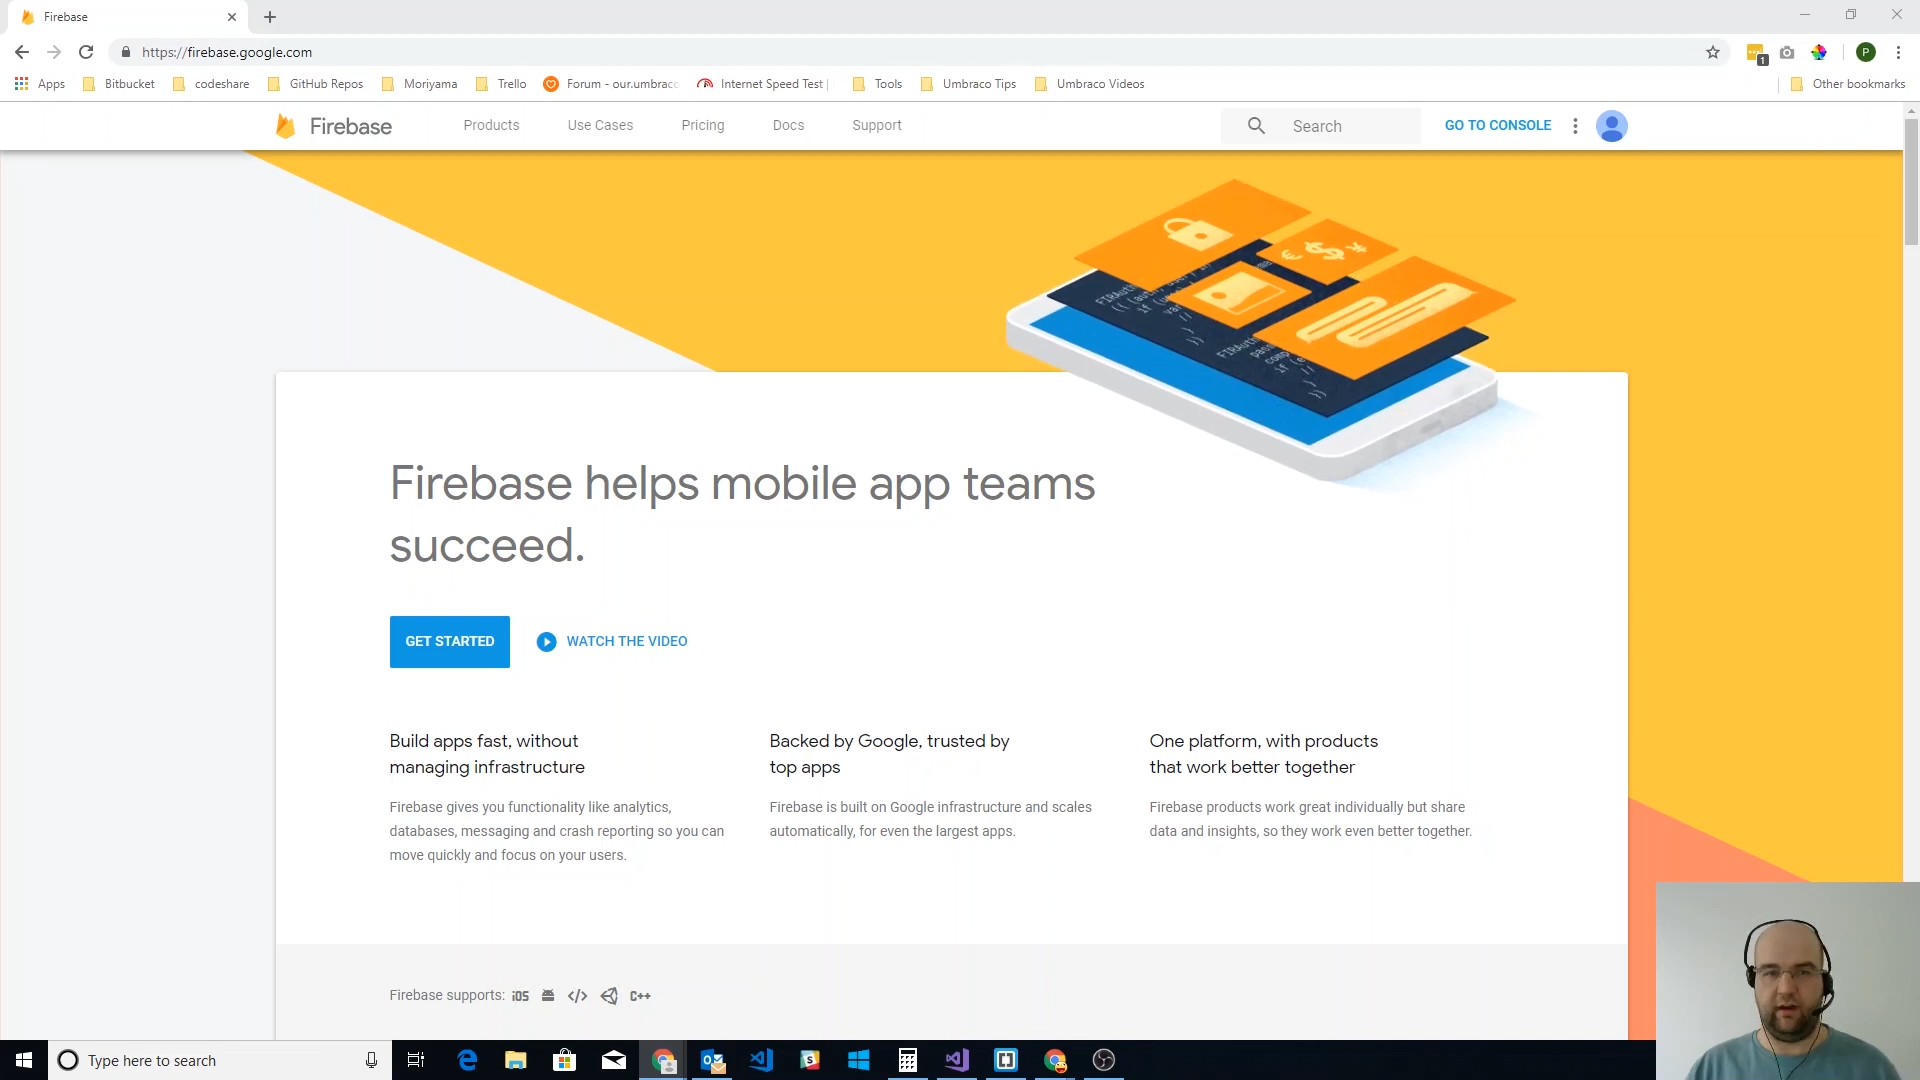 Firebase
https://firebase.google.com
P
1
Apps
Bitbucket
codeshare
GitHub Repos
Moriyama
Trello
Forum - our.umbraco
Internet Speed Test |
Tools
Umbraco Tips
Umbraco Videos
Other bookmarks
Firebase
Products
Use Cases
Pricing
Docs
Support
Search
GO TO CONSOLE
Firebase helps mobile app teams
succeed.
GET STARTED
WATCH THE VIDEO
Build apps fast, without
managing infrastructure
Firebase gives you functionality like analytics,
databases, messaging and crash reporting so you can
move quickly and focus on your users.
Backed by Google, trusted by
top apps
Firebase is built on Google infrastructure and scales
automatically, for even the largest apps.
One platform, with products
that work better together
Firebase products work great individually but share
data and insights, so they work even better together.
Firebase supports: iOS </> C++
Type here to search